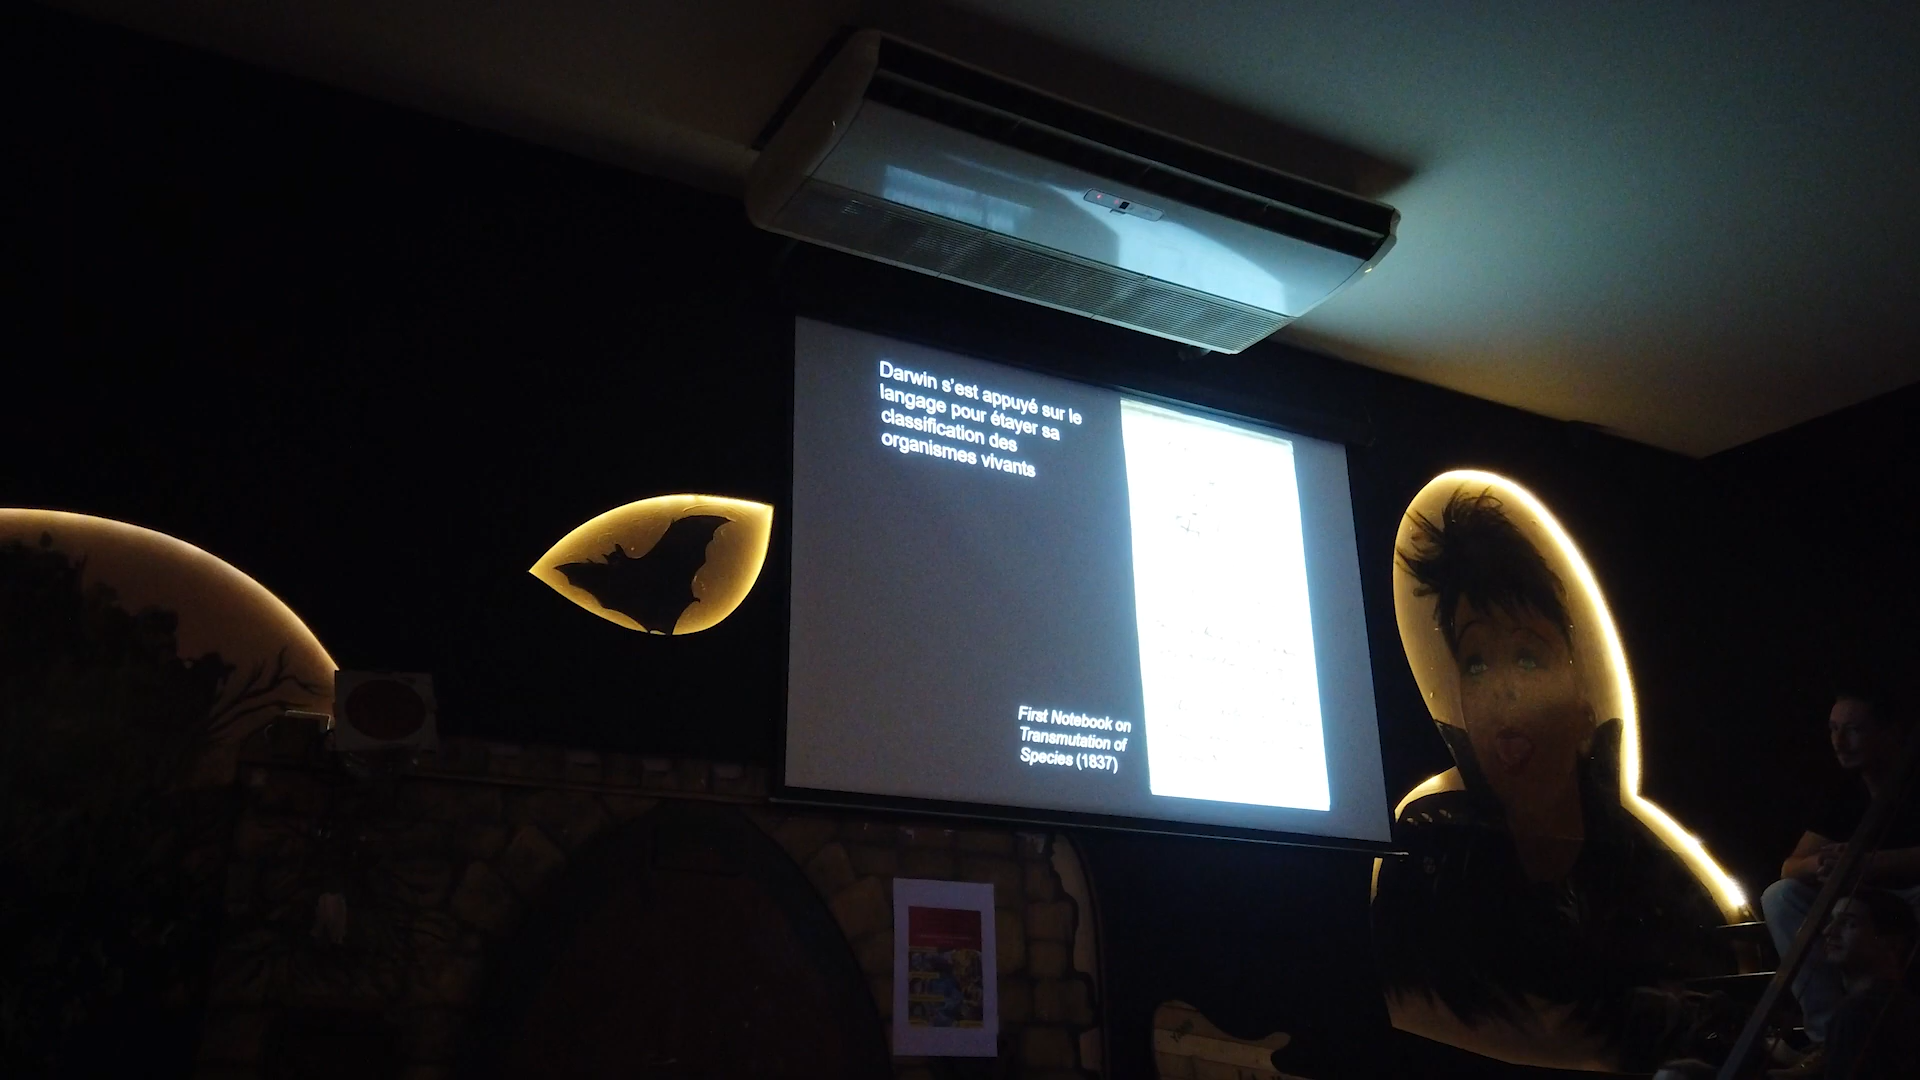 Darwin s'est appuyé sur le
langage pour étayer sa
classification des
organismes vivants
First Notebook on
Transmutation of
Species (1837)